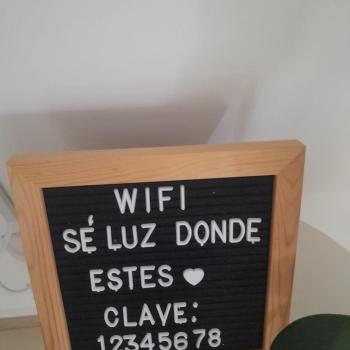 WIFI
SÉ LUZ DONDE
ESTES ♥
CLAVE:
12345678